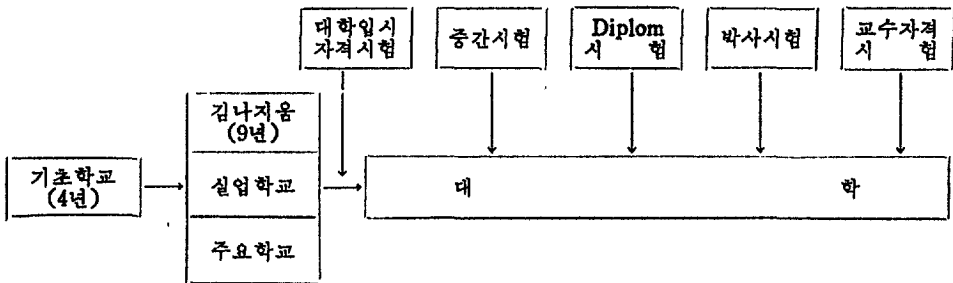 대학입시
자격시험
중간시험
Diplom
시 험
박사시험
교수자격
시 험
김나지움
(9년)
기초학교
(4년)
실업학교
대 학
주요학교